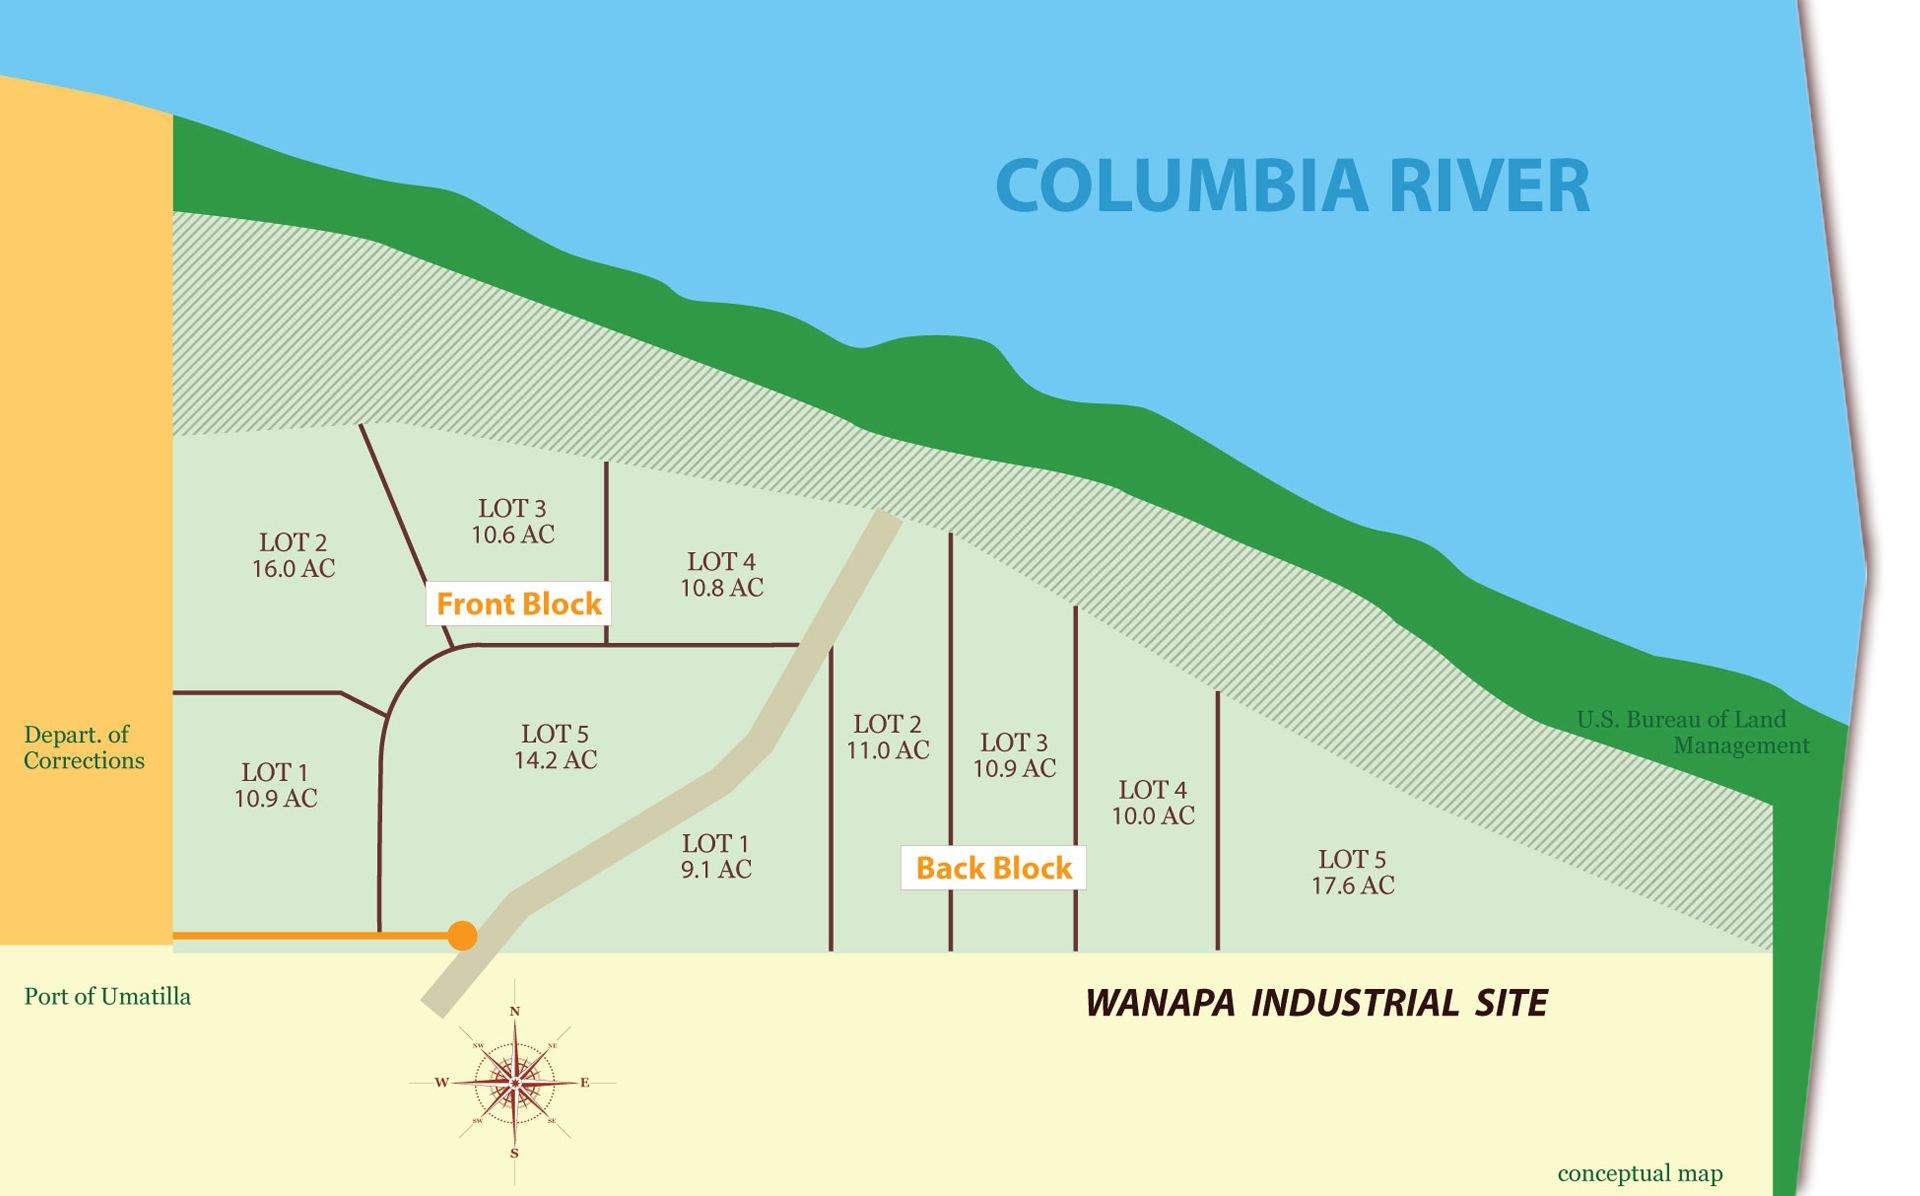 COLUMBIA RIVER
LOT 3
10.6 AC
LOT 2
16.0 AC
LOT 4
10.8 AC
Front Block
LOT 5
14.2 AC
LOT 1
10.9 AC
LOT 1
9.1 AC
LOT 2
11.0 AC
LOT 3
10.9 AC
LOT 4
10.0 AC
Back Block
LOT 5
17.6 AC
U.S. Bureau of Land
Management
Depart. of
Corrections
Port of Umatilla
WANAPA INDUSTRIAL SITE
N
NW
NE
W
E
SW
SE
S
conceptual map